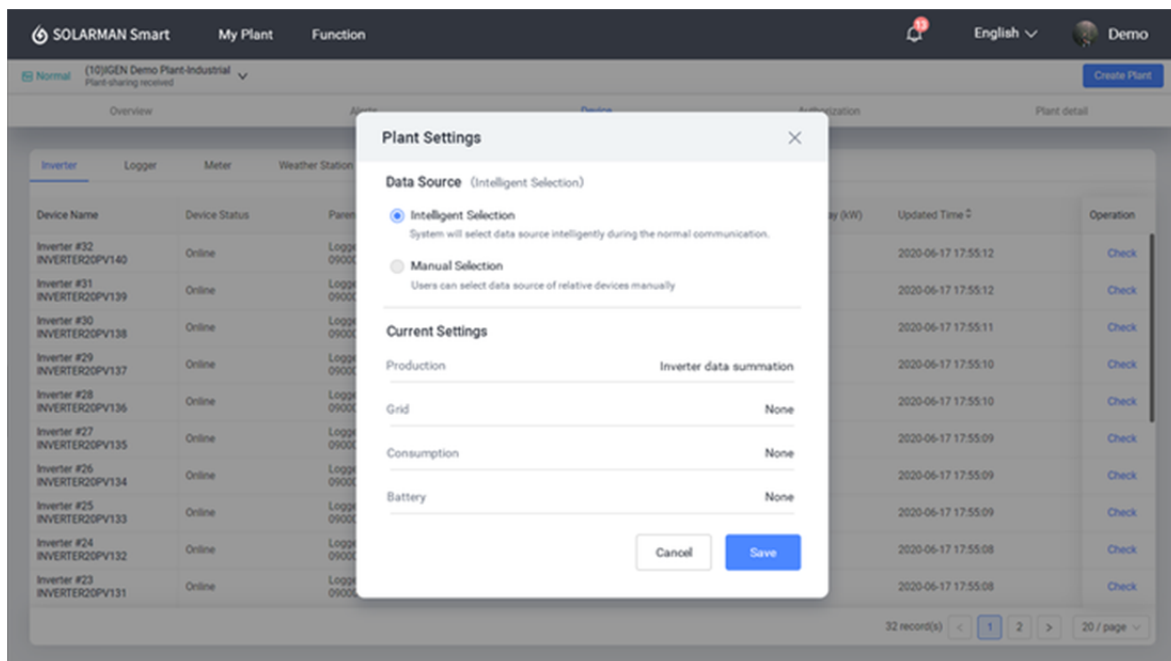 SOLARMAN Smart My Plant Function 13 English Demo
Normal (10)IGEN Demo Plant-Industrial Create Plant
Plant-sharing received
Overview Alerts Device Authorization Plant detail
Plant Settings
Inverter Logger Meter Weather Station
Data Source (Intelligent Selection)
Device Name Device Status Updated Time Operation
Intelligent Selection
System will select data source intelligently during the normal communication.
Manual Selection
Users can select data source of relative devices manually
Current Settings
Production Inverter data summation
Grid None
Consumption None
Battery None
Cancel Save
Inverter #32
INVERTER20PV140 Online 2020-06-17 17:55:12 Check
Inverter #31
INVERTER20PV139 Online 2020-06-17 17:55:12 Check
Inverter #30
INVERTER20PV138 Online 2020-06-17 17:55:11 Check
Inverter #29
INVERTER20PV137 Online 2020-06-17 17:55:10 Check
Inverter #28
INVERTER20PV136 Online 2020-06-17 17:55:10 Check
Inverter #27
INVERTER20PV135 Online 2020-06-17 17:55:09 Check
Inverter #26
INVERTER20PV134 Online 2020-06-17 17:55:09 Check
Inverter #25
INVERTER20PV133 Online 2020-06-17 17:55:09 Check
Inverter #24
INVERTER20PV132 Online 2020-06-17 17:55:08 Check
Inverter #23
INVERTER20PV131 Online 2020-06-17 17:55:08 Check
32 record(s) < 1 2 > 20 / page